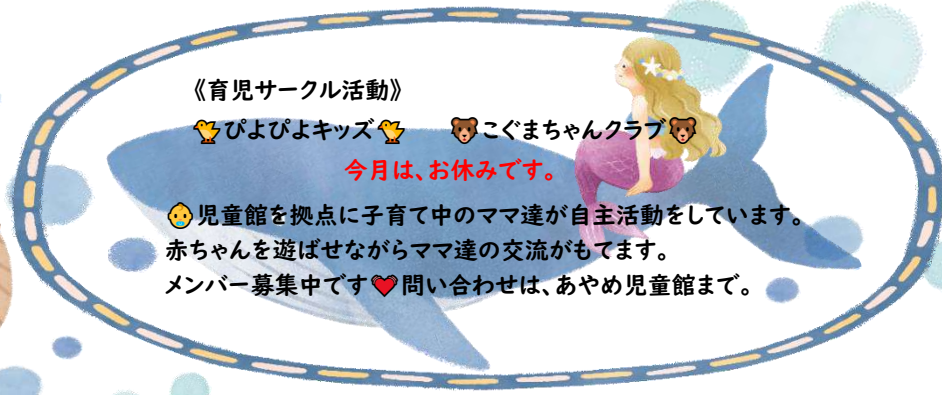 《育児サークル活動》
🐤ぴよぴよキッズ🐤 🐻こぐまちゃんクラブ🐻
今月は、お休みです。
👶児童館を拠点に子育て中のママ達が自主活動をしています。
赤ちゃんを遊ばせながらママ達の交流がもてます。
メンバー募集中です💓問い合わせは、あやめ児童館まで。